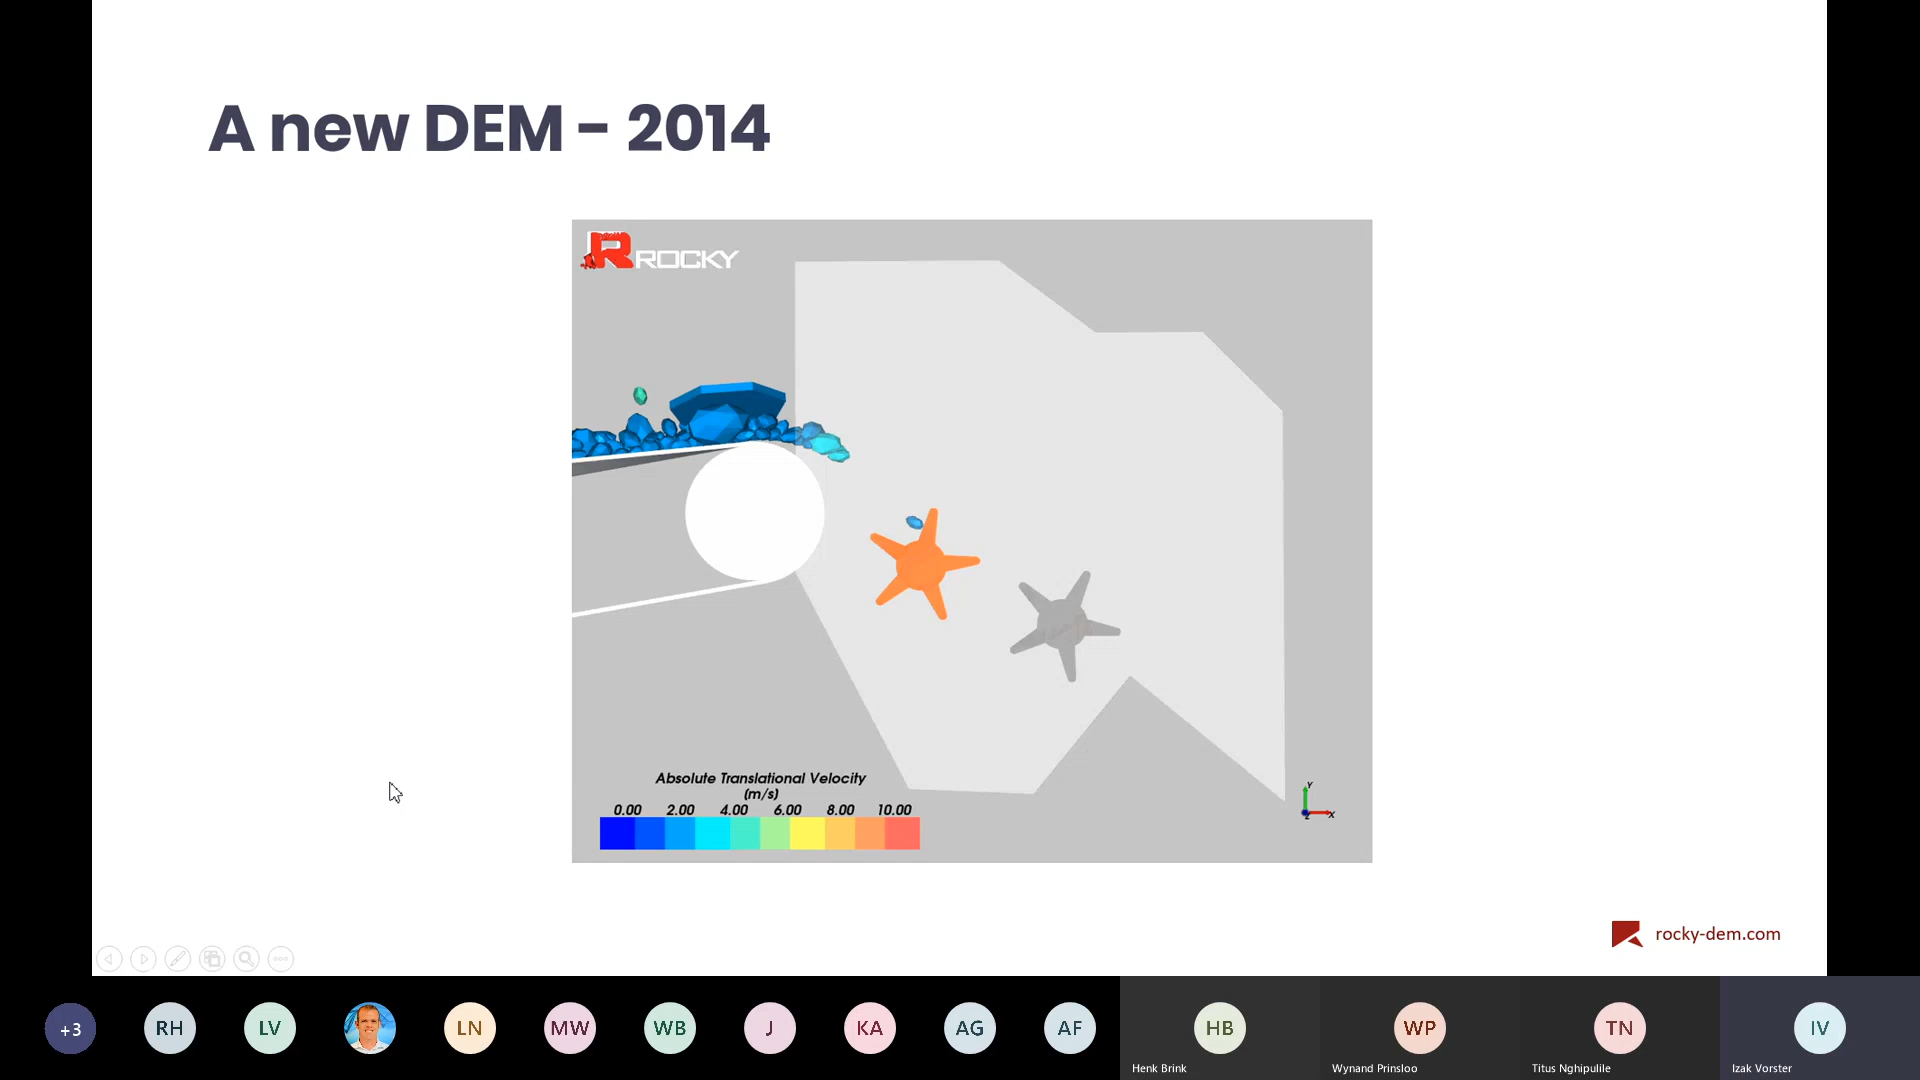 A new DEM - 2014
ROCKY
Absolute Translational Velocity
(m/s)
0.00 2.00 4.00 6.00 8.00 10.00
Y
Z
X
rocky-dem.com
+3
RH
LV
LN
MW
WB
J
KA
AG
AF
HB
Henk Brink
WP
Wynand Prinsloo
TN
Titus Nghipulile
IV
Izak Vorster